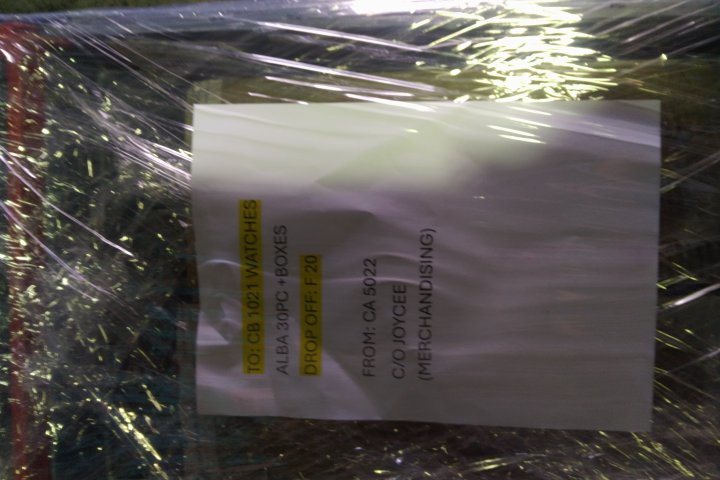 TO: CB 1021 WATCHES
ALBA 30PC +BOXES
DROP OFF: F 20
FROM: CA 5022
C/O JOYCEE
(MERCHANDISING)